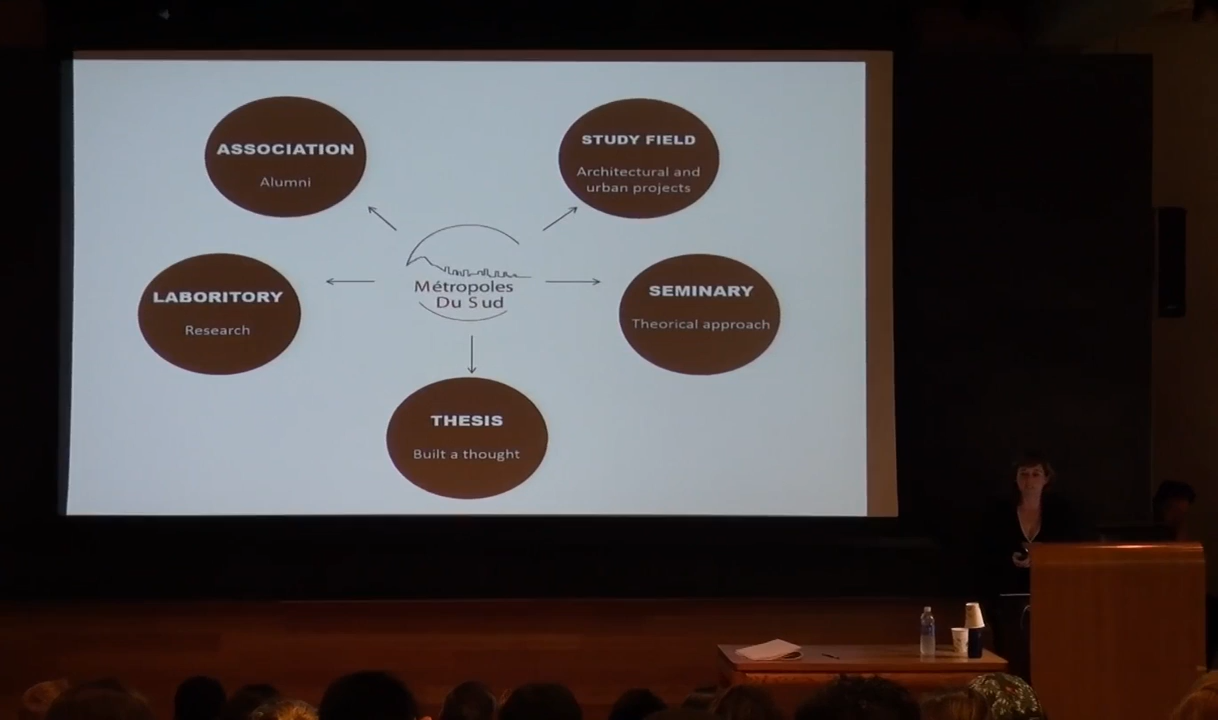 ASSOCIATION
Alumni
STUDY FIELD
Architectural and
urban projects
LABORITORY
Research
Métropoles
Du Sud
SEMINARY
Theorical approach
THESIS
Built a thought